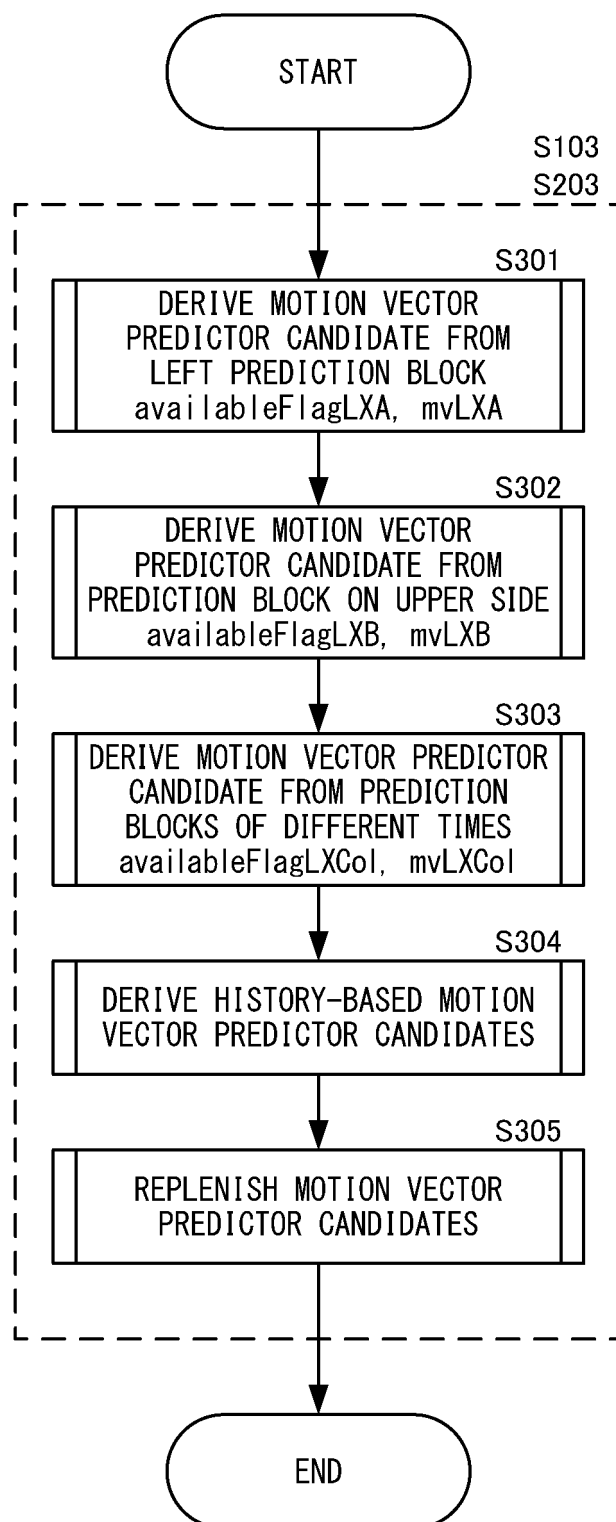 START
S103
S203
S301
DERIVE MOTION VECTOR
PREDICTOR CANDIDATE FROM
LEFT PREDICTION BLOCK
availableFlagLXA, mvLXA
S302
DERIVE MOTION VECTOR
PREDICTOR CANDIDATE FROM
PREDICTION BLOCK ON UPPER SIDE
availableFlagLXB, mvLXB
S303
DERIVE MOTION VECTOR PREDICTOR
CANDIDATE FROM PREDICTION
BLOCKS OF DIFFERENT TIMES
availableFlagLXCol, mvLXCol
S304
DERIVE HISTORY-BASED MOTION
VECTOR PREDICTOR CANDIDATES
S305
REPLENISH MOTION VECTOR
PREDICTOR CANDIDATES
END